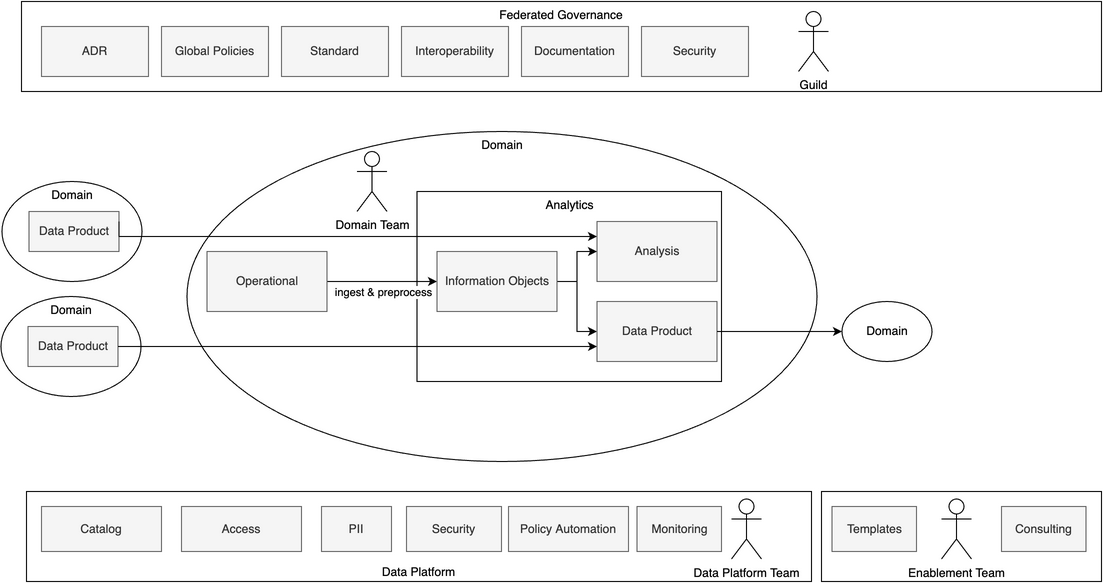 Federated Governance
ADR
Global Policies
Standard
Interoperability
Documentation
Security
Guild
Domain
Domain Team
Domain
Data Product
Analytics
Analysis
Operational
ingest & preprocess
Information Objects
Domain
Data Product
Data Product
Domain
Catalog
Access
PII
Security
Policy Automation
Monitoring
Data Platform
Data Platform Team
Templates
Consulting
Enablement Team